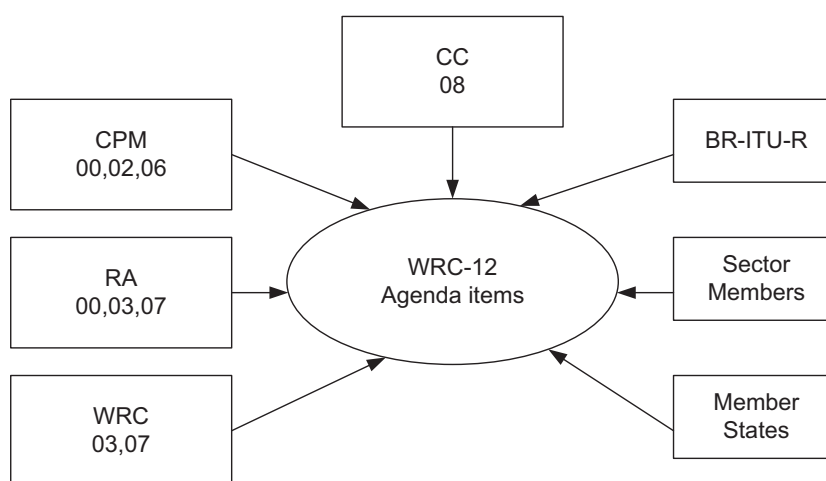 CC
08
CPM
00,02,06
BR-ITU-R
RA
00,03,07
WRC-12
Agenda items
Sector
Members
WRC
03,07
Member
States